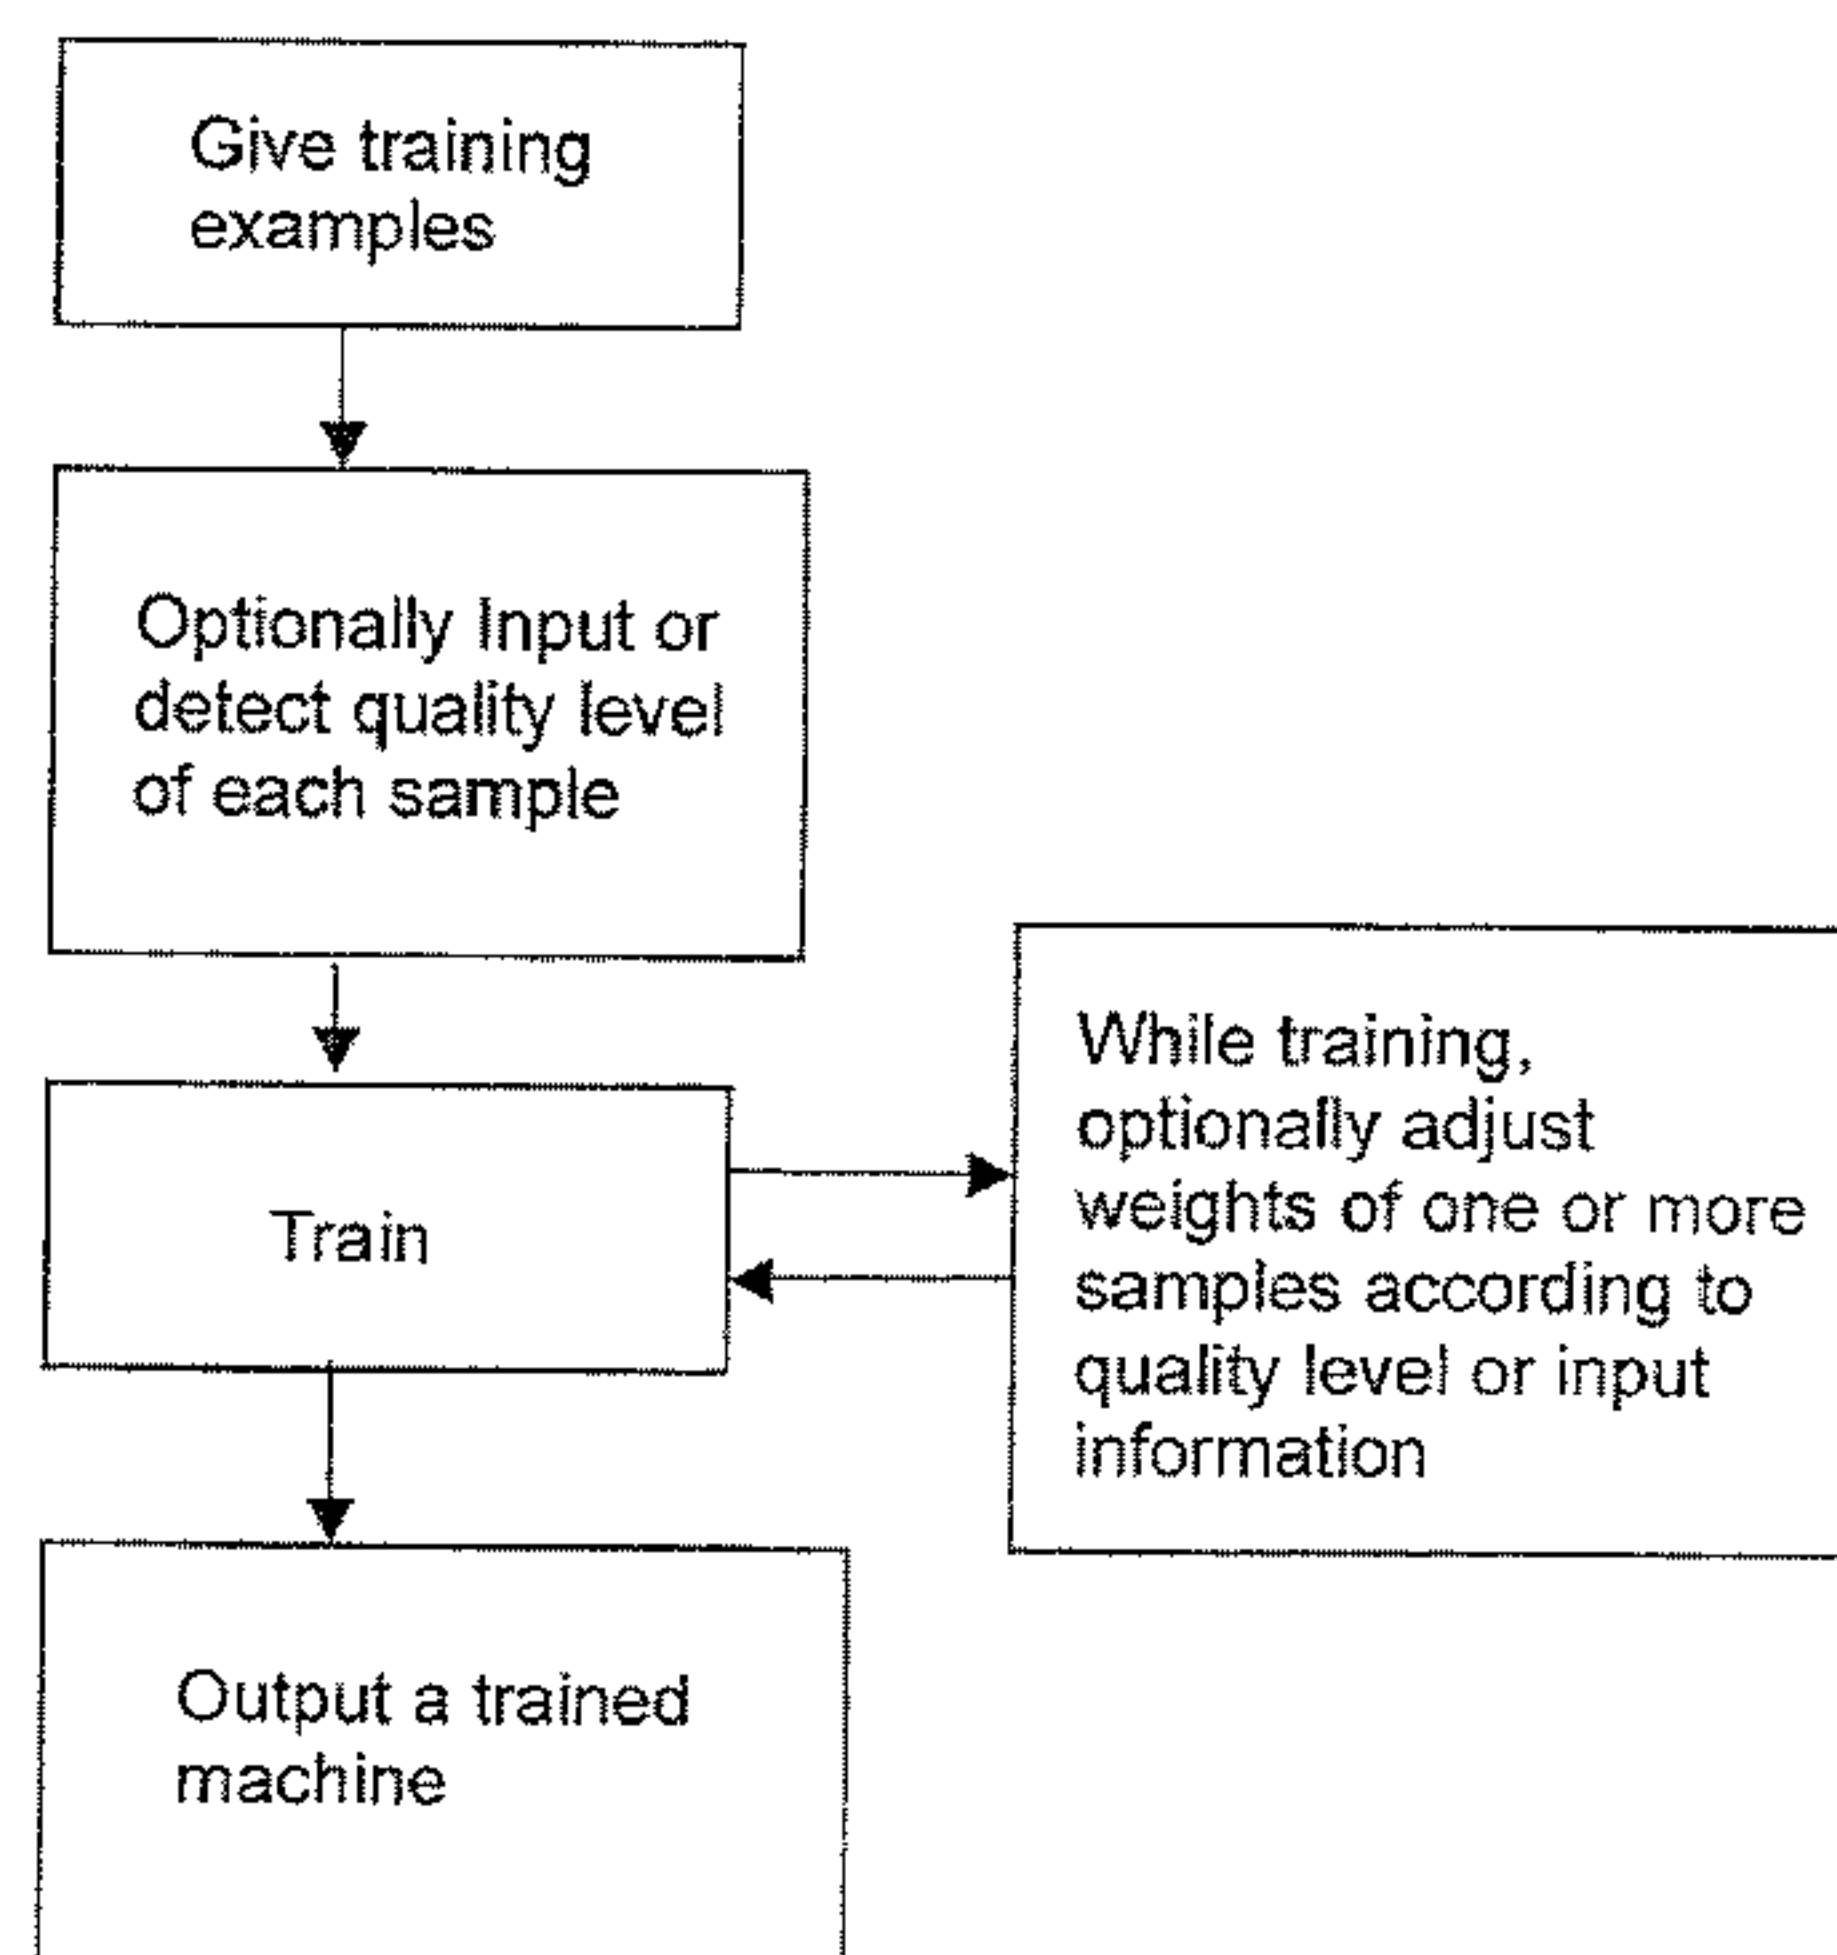 Give training
examples
Optionally Input or
detect quality level
of each sample
Train
While training,
optionally adjust
weights of one or more
samples according to
quality level or input
information
Output a trained
machine